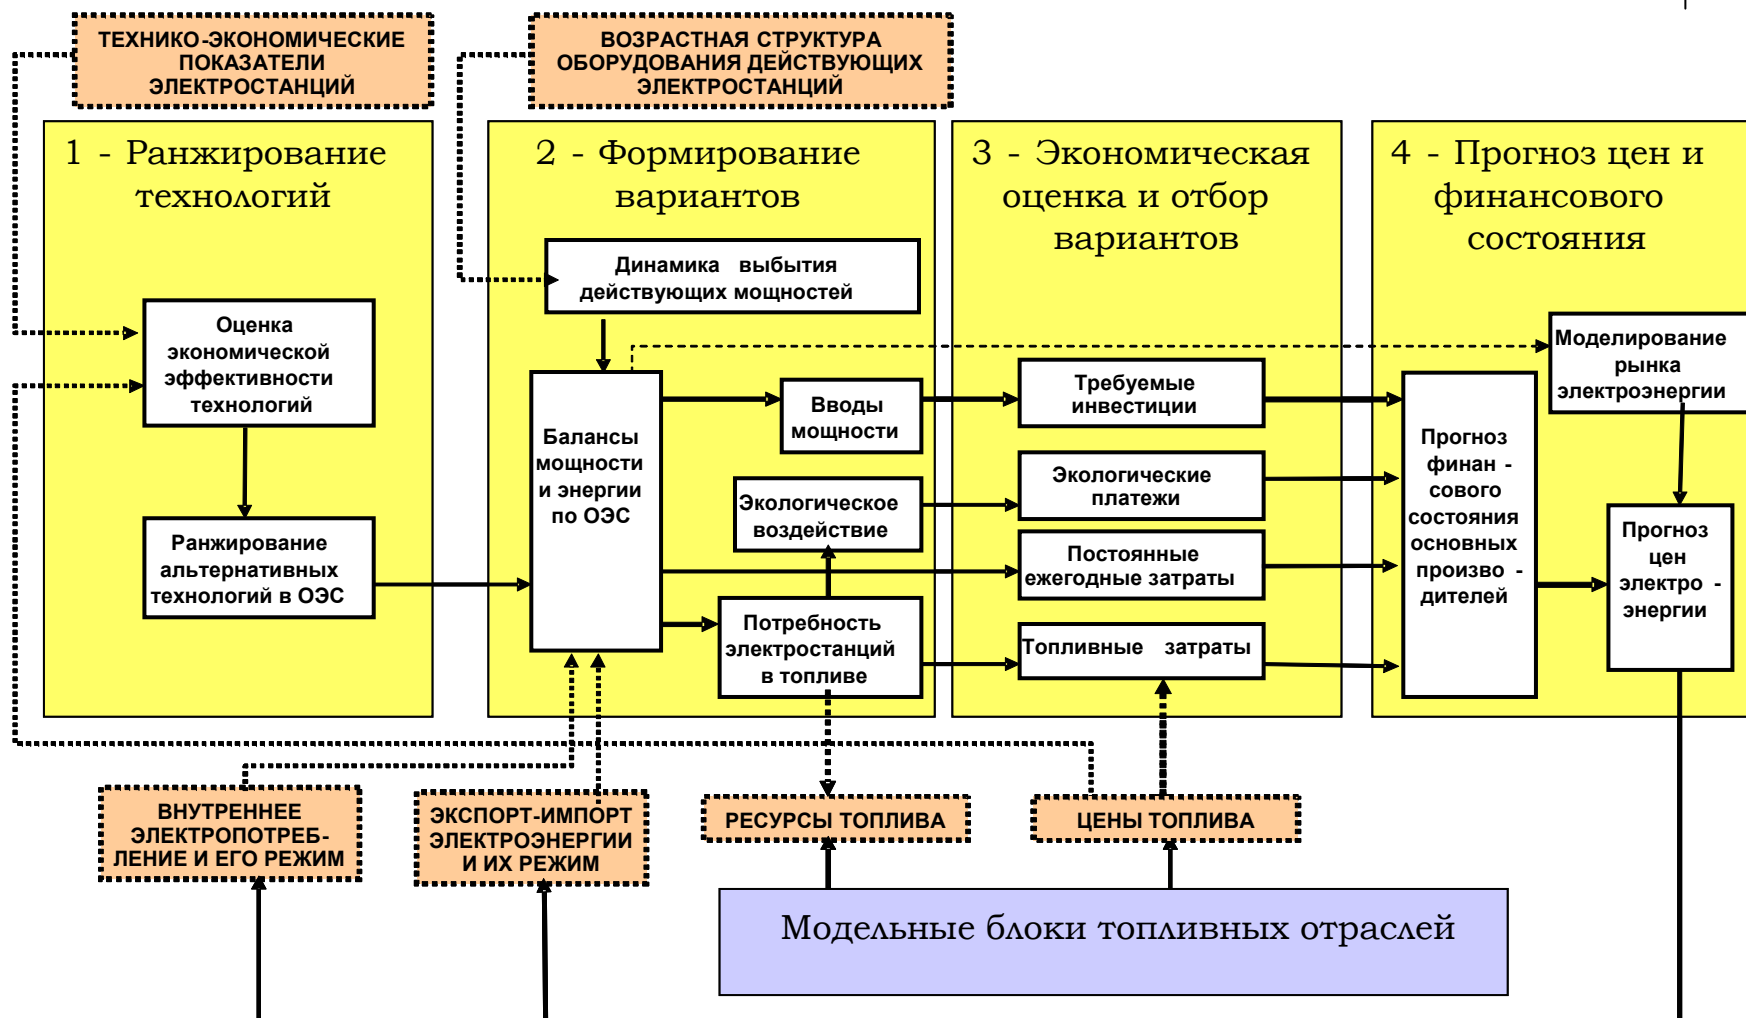 ТЕХНИКО-ЭКОНОМИЧЕСКИЕ
ПОКАЗАТЕЛИ
ЭЛЕКТРОСТАНЦИЙ
ВОЗРАСТНАЯ СТРУКТУРА
ОБОРУДОВАНИЯ ДЕЙСТВУЮЩИХ
ЭЛЕКТРОСТАНЦИЙ
1 - Ранжирование
технологий
Оценка
экономической
эффективности
технологий
Ранжирование
альтернативных
технологий в ОЭС
2 - Формирование
вариантов
Динамика выбытия
действующих мощностей
Балансы
мощности
и энергии
по ОЭС
Вводы
мощности
Экологическое
воздействие
Потребность
электростанций
в топливе
3 - Экономическая
оценка и отбор
вариантов
Требуемые
инвестиции
Экологические
платежи
Постоянные
ежегодные затраты
Топливные затраты
4 - Прогноз цен и
финансового
состояния
Моделирование
рынка
электроэнергии
Прогноз
финан -
сового
состояния
основных
произво -
дителей
Прогноз
цен
электро -
энергии
ВНУТРЕННЕЕ
ЭЛЕКТРОПОТРЕБ-
ЛЕНИЕ И ЕГО РЕЖИМ
ЭКСПОРТ-ИМПОРТ
ЭЛЕКТРОЭНЕРГИИ
И ИХ РЕЖИМ
РЕСУРСЫ ТОПЛИВА
ЦЕНЫ ТОПЛИВА
Модельные блоки топливных отраслей